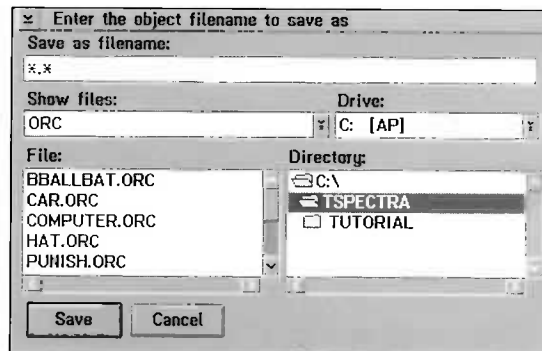 Enter the object filename to save as
Save as filename:
*.*
Show files:
Drive:
ORC
C: [AP]
File:
Directory:
BBALLBAT.ORC
CAR.ORC
COMPUTER.ORC
HAT.ORC
PUNISH.ORC
C:\
TSPECTRA
TUTORIAL
Save
Cancel